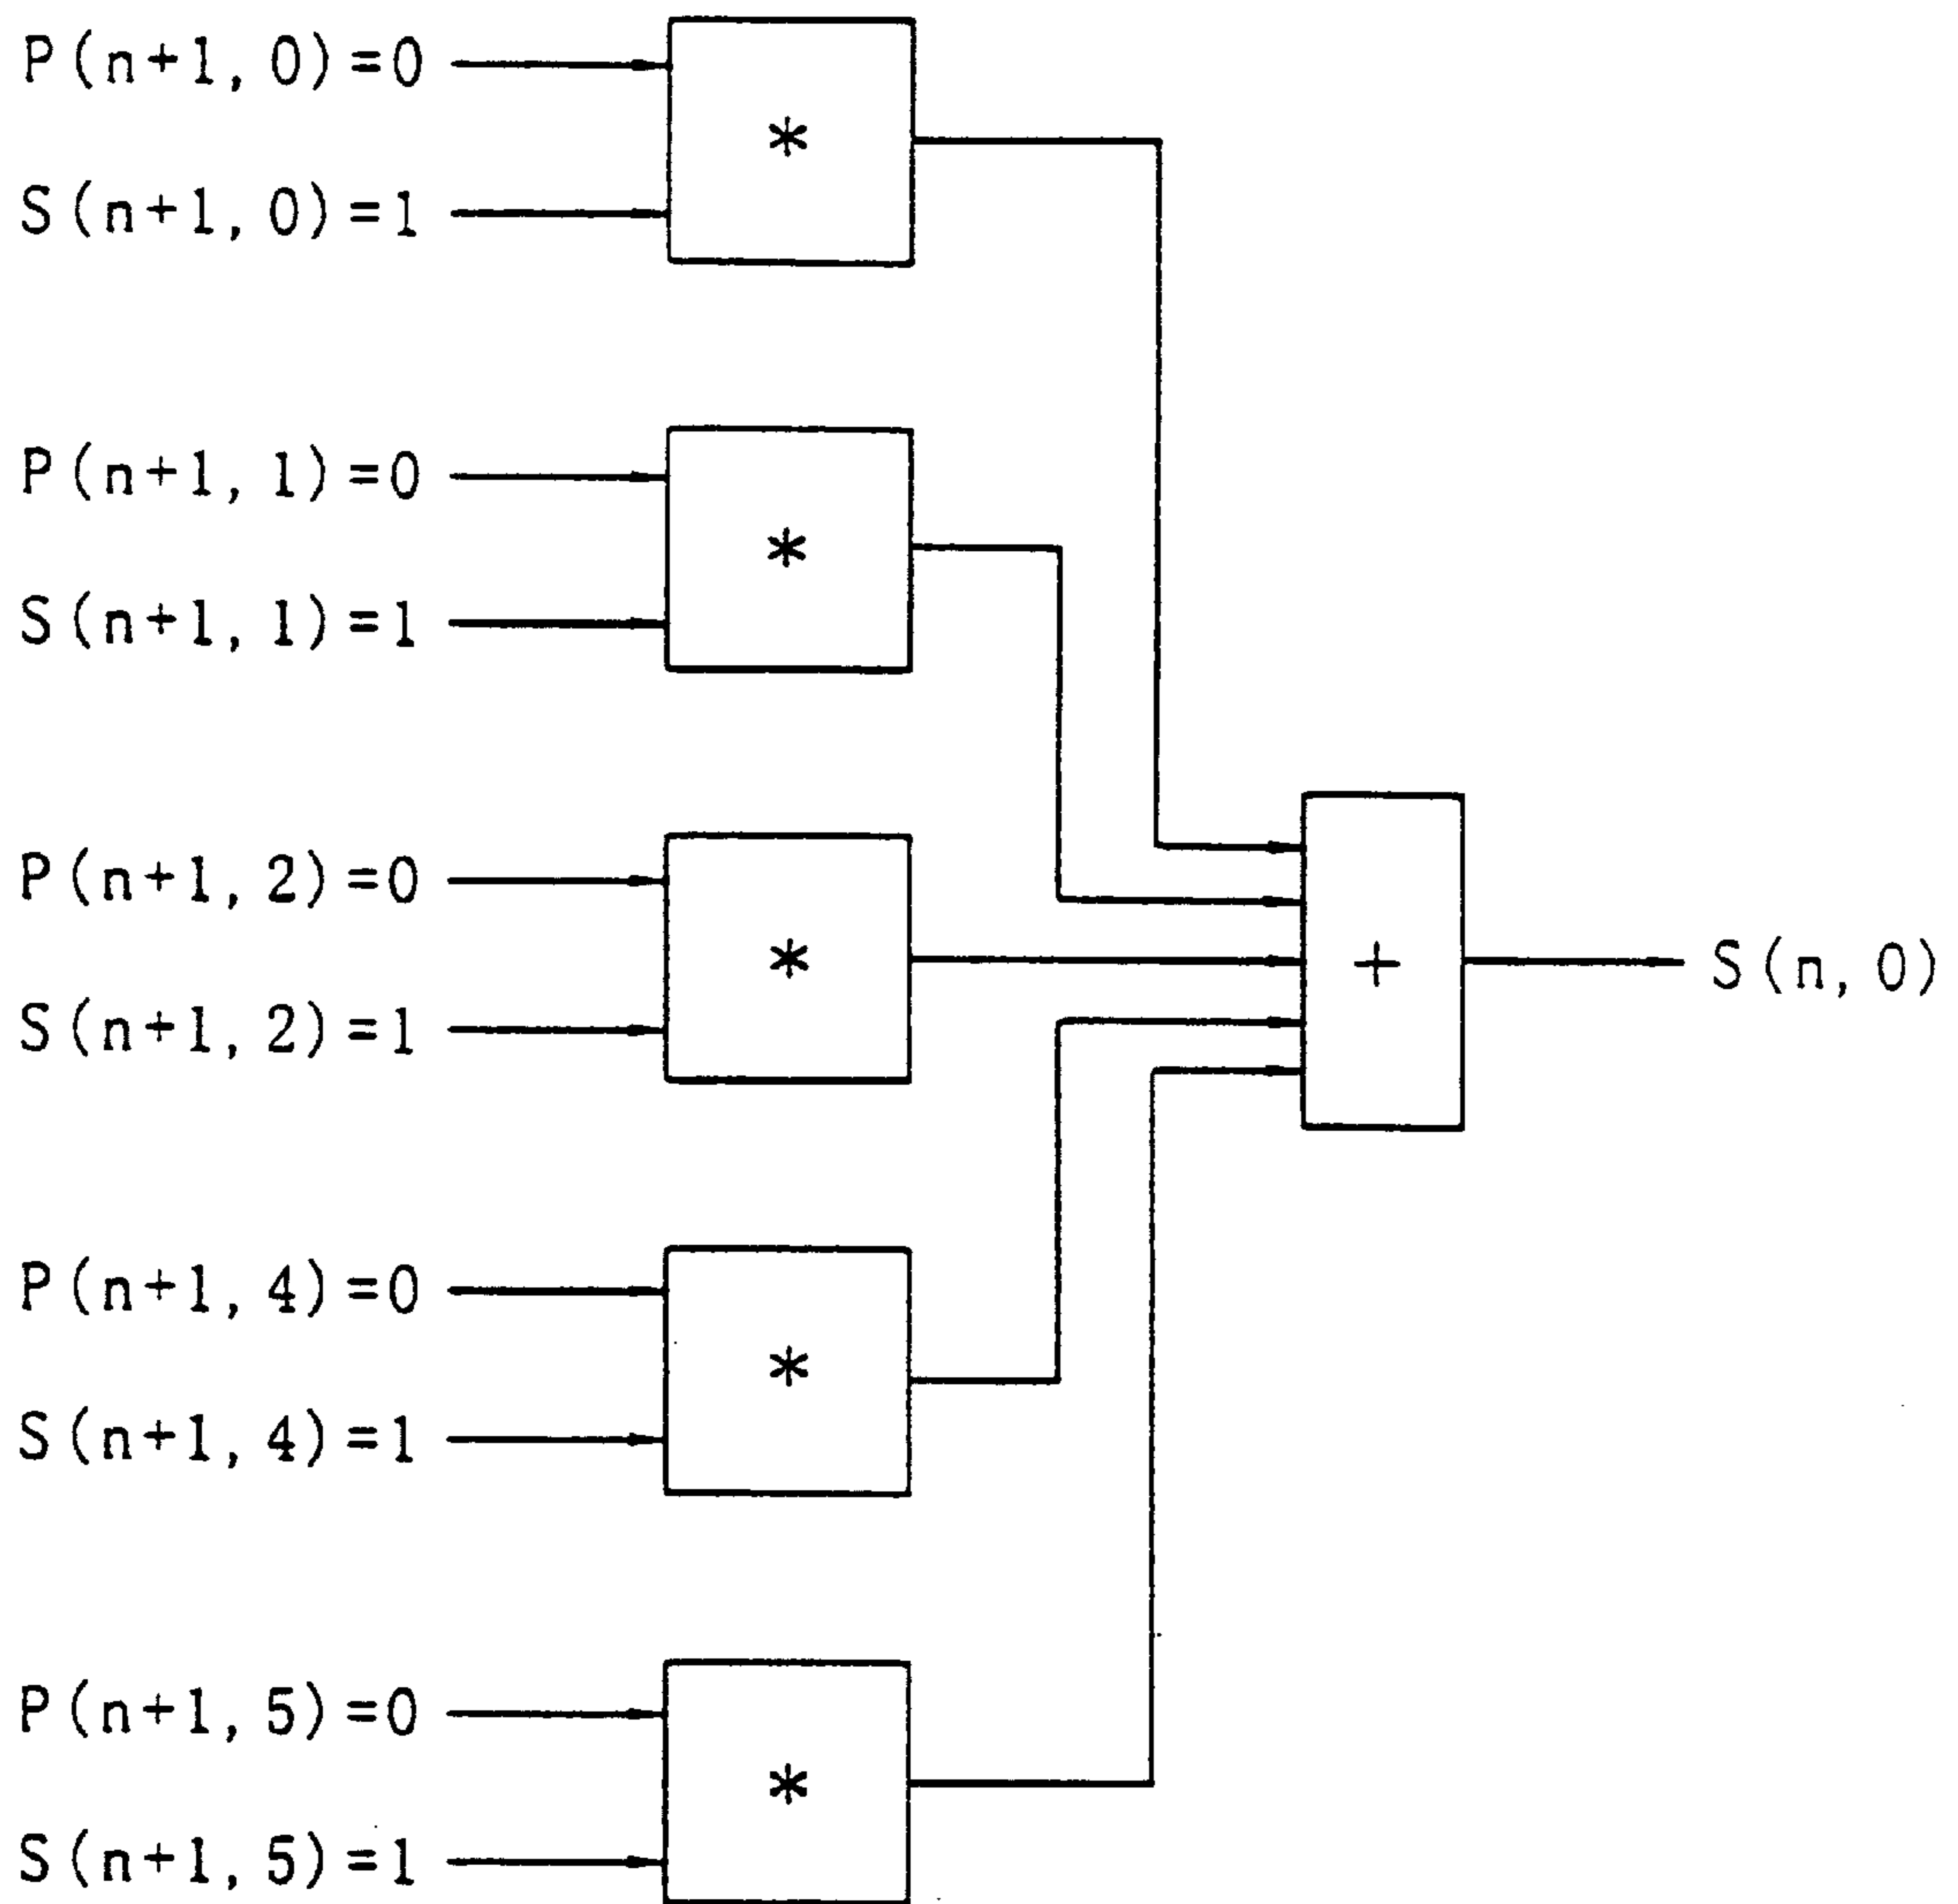 P(n+1, 0)=0
*
S(n+1, 0)=1
P(n+1, 1)=0
*
S(n+1, 1)=1
P(n+1, 2)=0
*
S(n+1, 2)=1
+
S(n, 0)
P(n+1, 4)=0
*
S(n+1, 4)=1
P(n+1, 5)=0
*
S(n+1, 5)=1